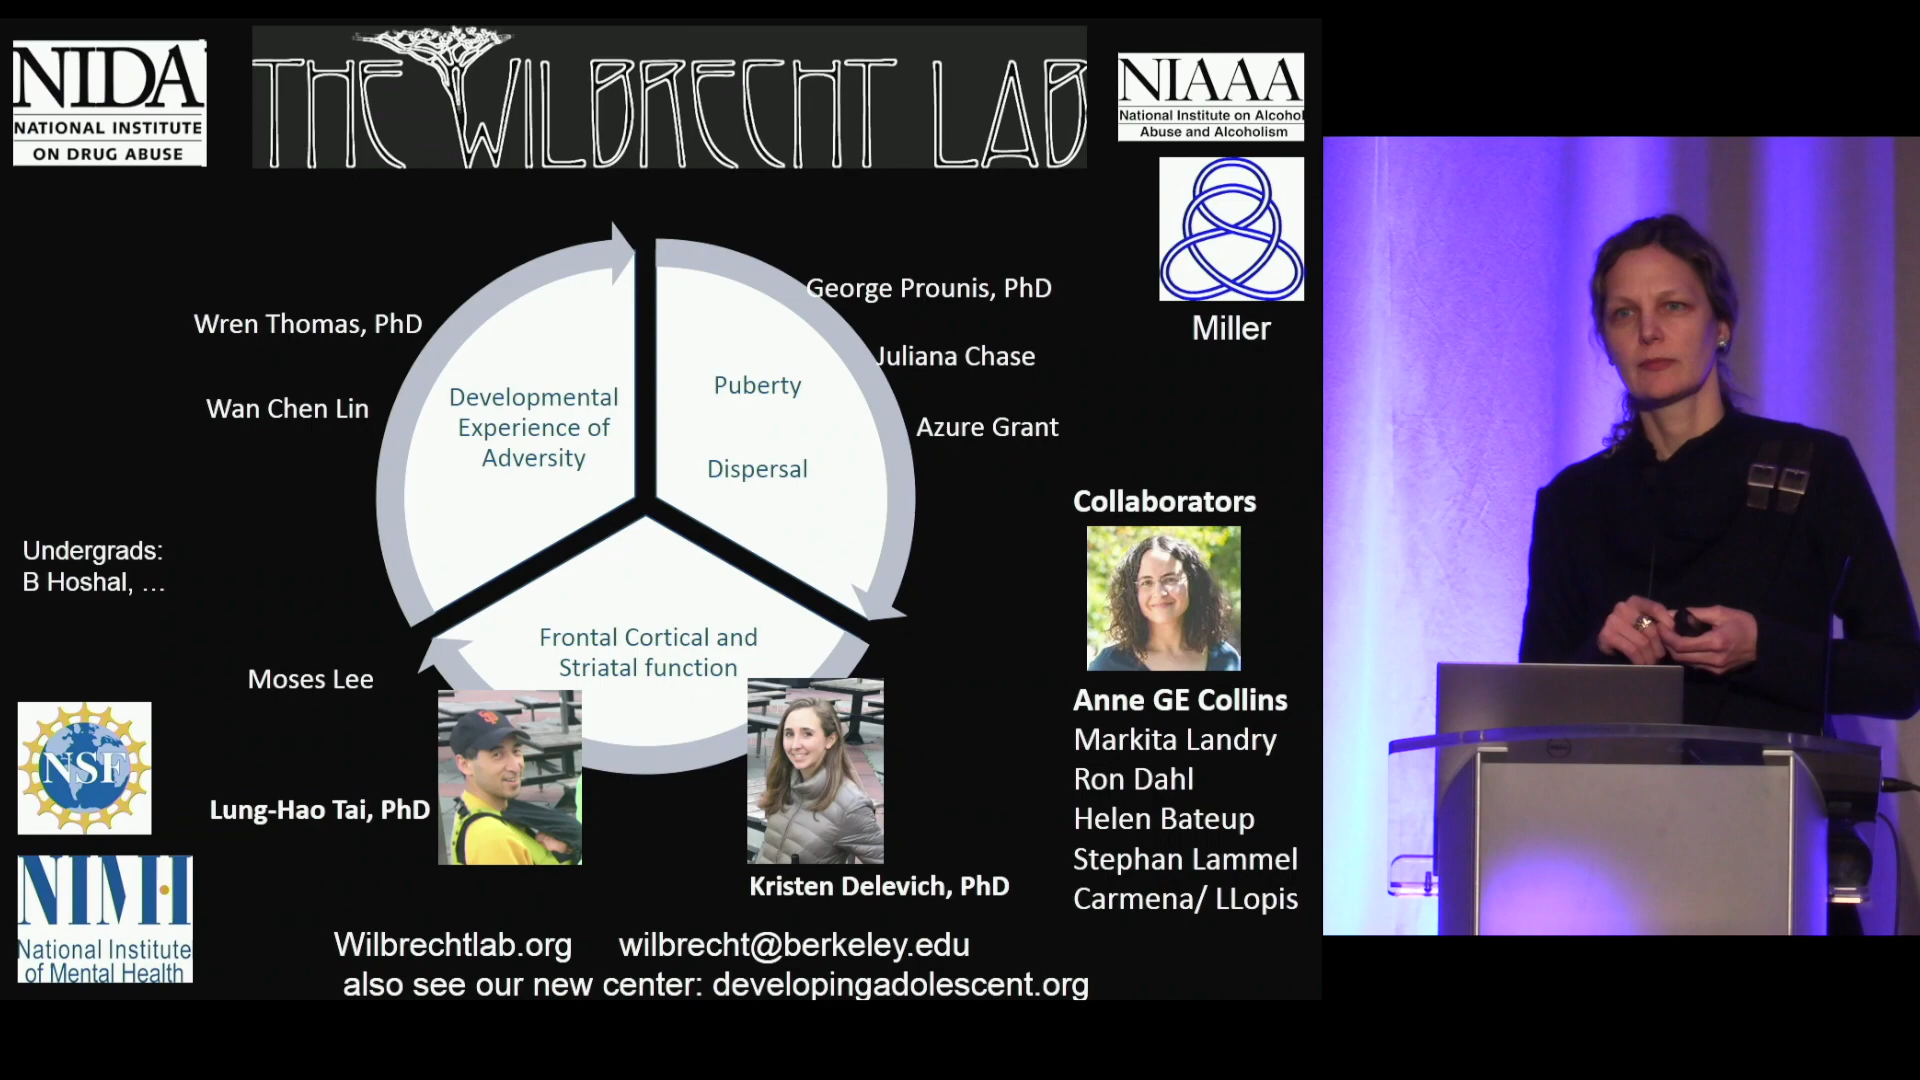 NIDA
NATIONAL INSTITUTE
ON DRUG ABUSE
THE WILBRECHT LAB
NIAAA
National Institute on Alcohol
Abuse and Alcoholism
Miller
George Prounis, PhD
Wren Thomas, PhD
Juliana Chase
Wan Chen Lin
Azure Grant
Developmental
Experience of
Adversity
Puberty
Dispersal
Frontal Cortical and
Striatal function
Undergrads:
B Hoshal, …
Moses Lee
Lung-Hao Tai, PhD
Kristen Delevich, PhD
Collaborators
Anne GE Collins
Markita Landry
Ron Dahl
Helen Bateup
Stephan Lammel
Carmena/ LLopis
NSF
NIMH
National Institute
of Mental Health
Wilbrechtlab.org wilbrecht@berkeley.edu
also see our new center: developingadolescent.org
DELL